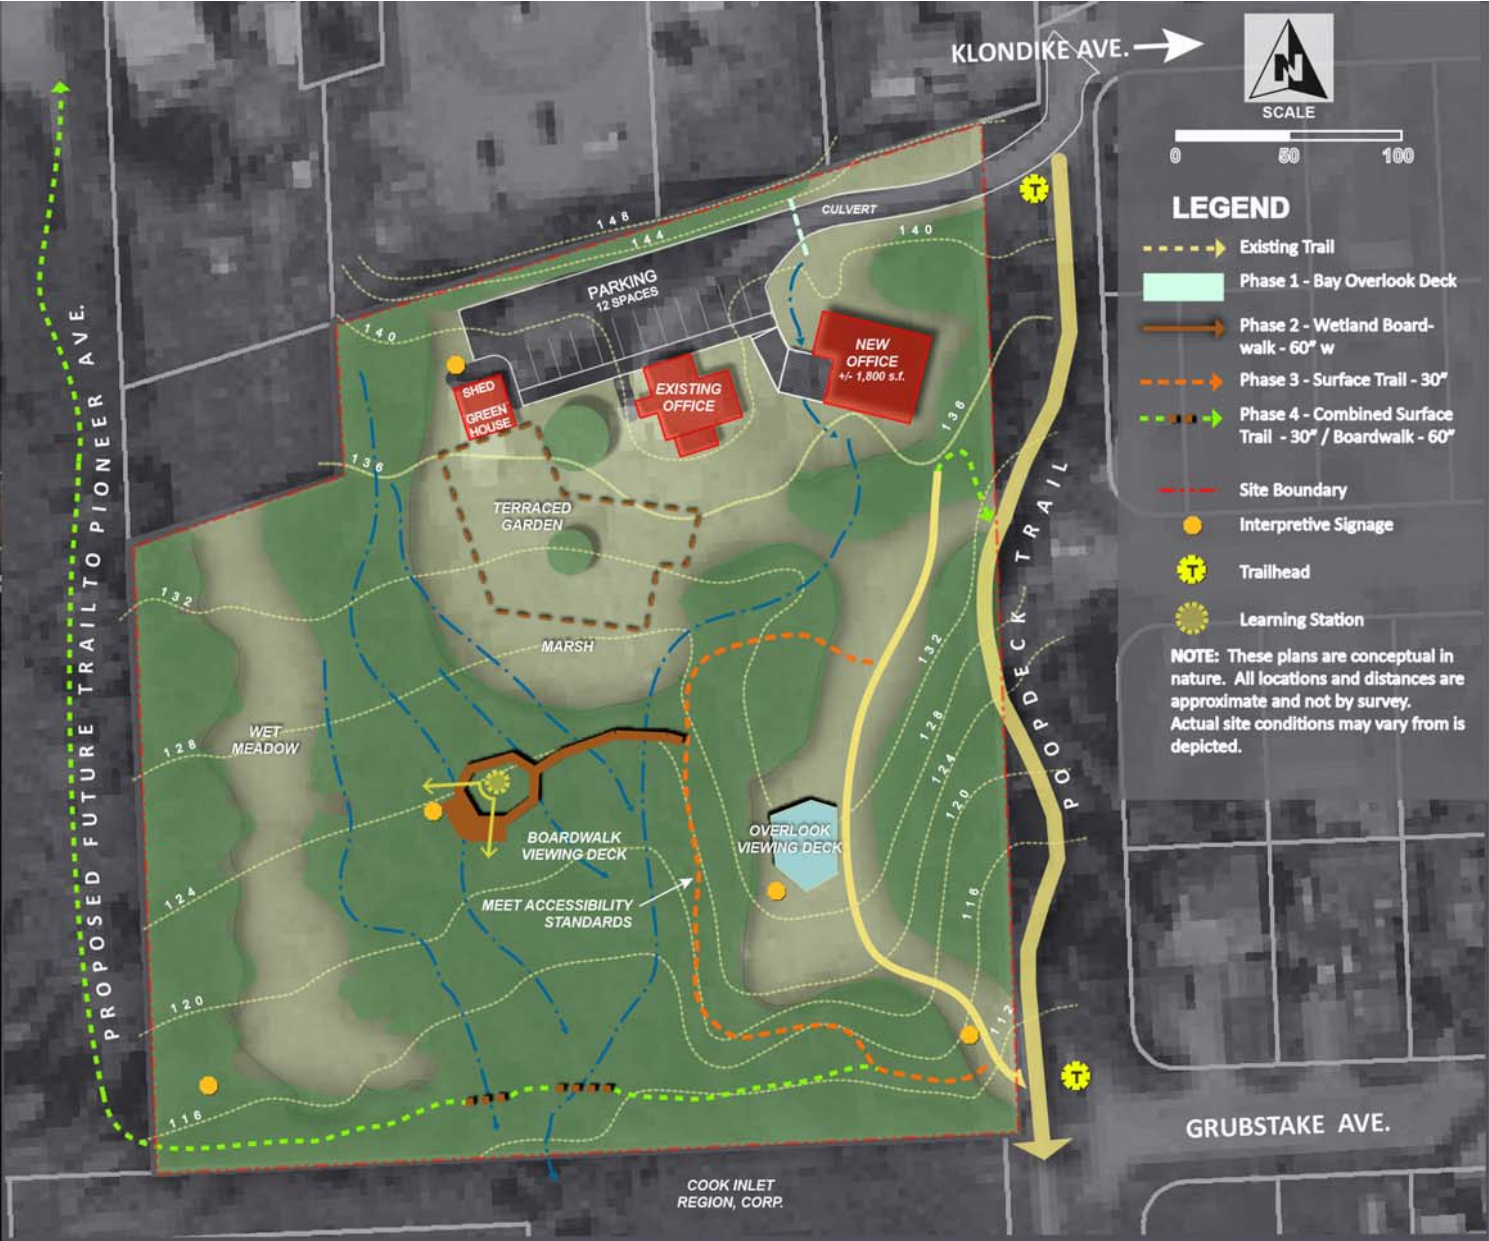 KLONDIKE AVE.
N
SCALE
0 50 100
LEGEND
Existing Trail
Phase 1 - Bay Overlook Deck
Phase 2 - Wetland Board-
walk - 60" w
Phase 3 - Surface Trail - 30"
Phase 4 - Combined Surface
Trail - 30" / Boardwalk - 60"
Site Boundary
Interpretive Signage
T
Trailhead
Learning Station
NOTE: These plans are conceptual in
nature. All locations and distances are
approximate and not by survey.
Actual site conditions may vary from is
depicted.
T
CULVERT
148
144
140
PARKING
12 SPACES
140
NEW
OFFICE
+/- 1,800 s.f.
EXISTING
OFFICE
SHED
GREEN
HOUSE
136
136
TERRACED
GARDEN
POOPDECK TRAIL
PROPOSED FUTURE TRAIL TO PIONEER AVE.
132
132
MARSH
WET
MEADOW
128
128
124
120
116
BOARDWALK
VIEWING DECK
OVERLOOK
VIEWING DECK
MEET ACCESSIBILITY
STANDARDS
124
120
112
116
T
GRUBSTAKE AVE.
COOK INLET
REGION, CORP.